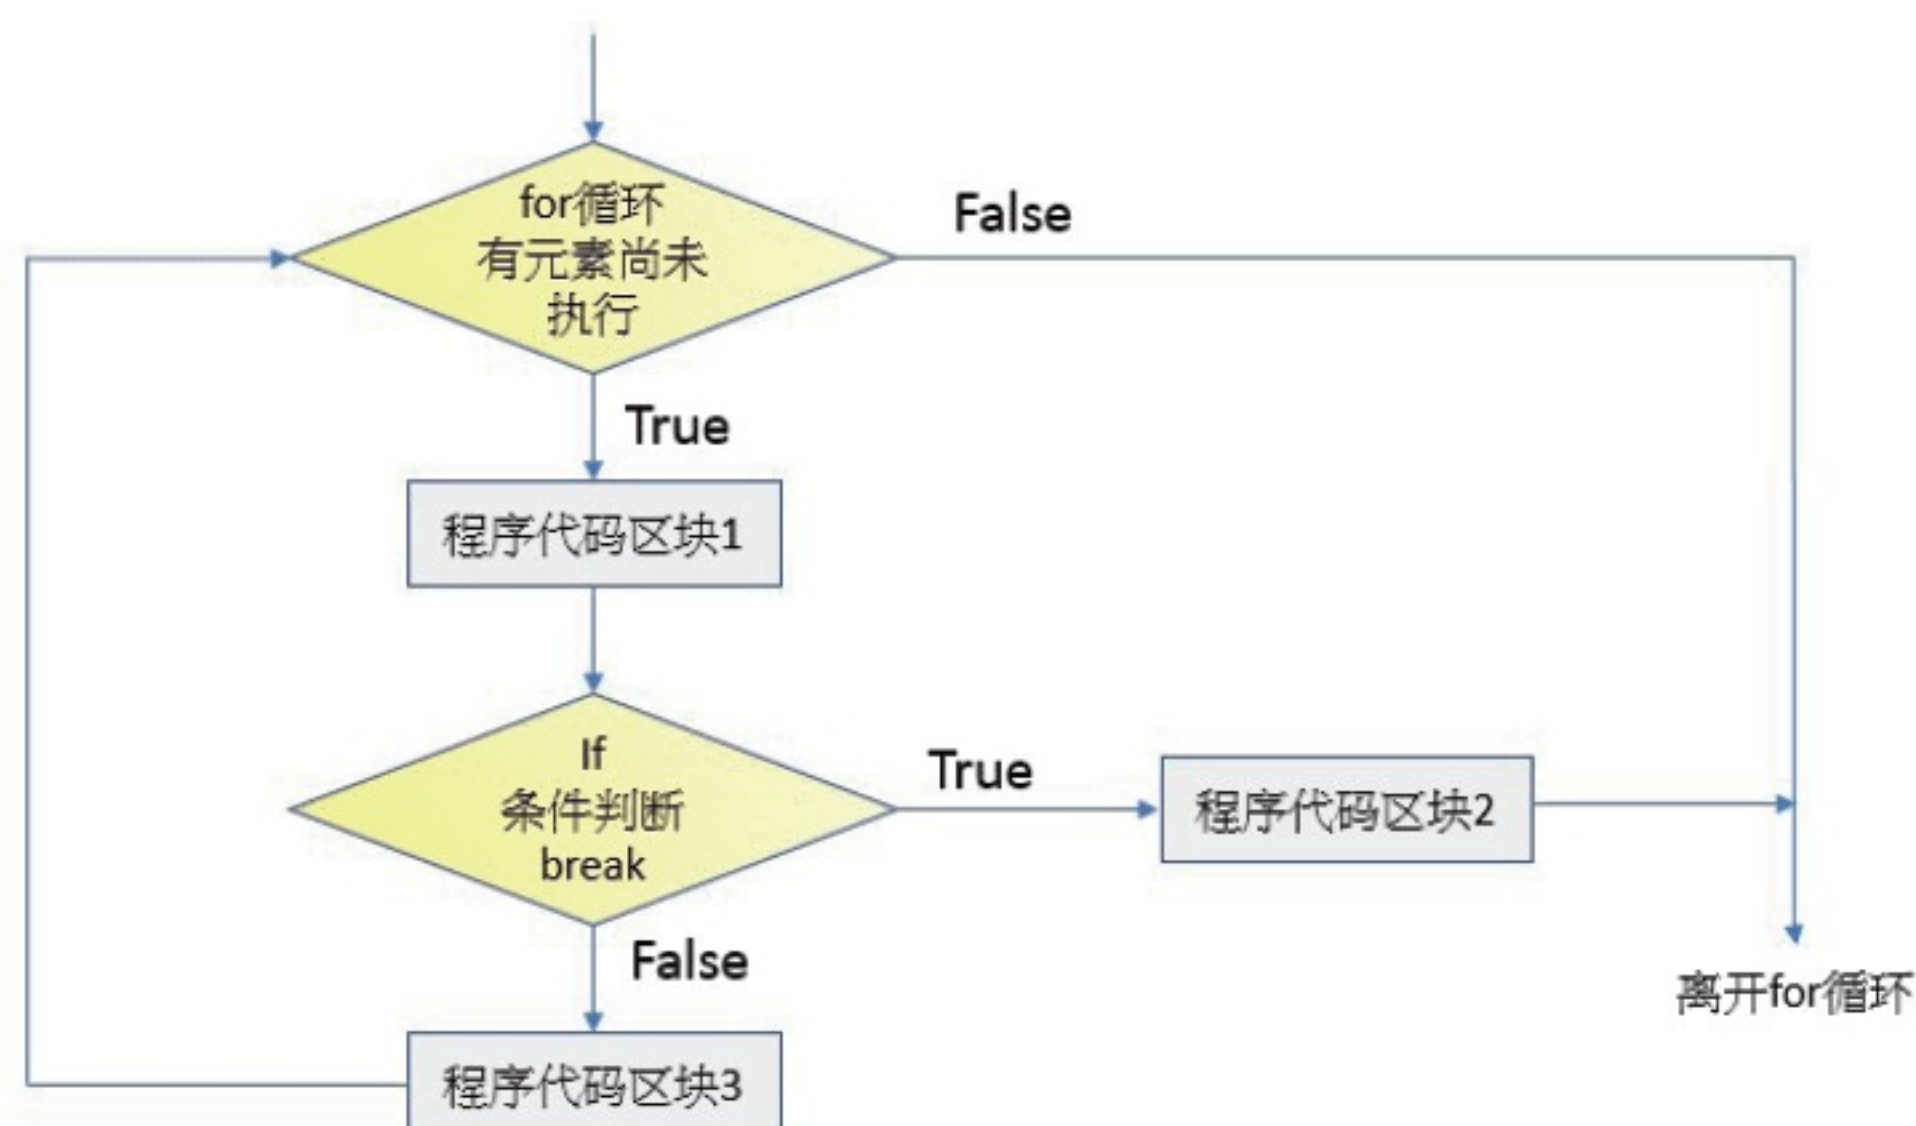 for循环
有元素尚未
执行
False
True
程序代码区块1
If
条件判断
break
True
程序代码区块2
False
离开for循环
程序代码区块3